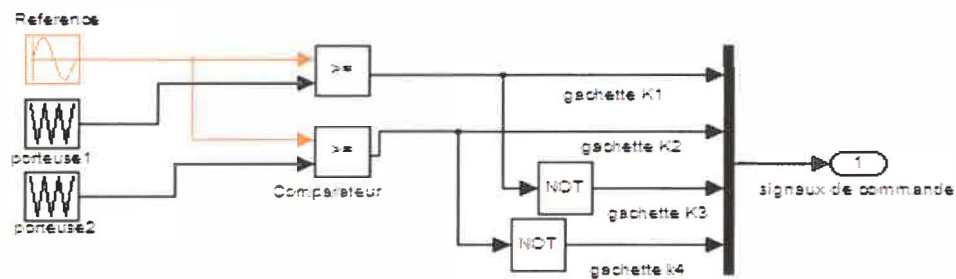 Reference
>=
gachette K1
porteuse1
>=
gachette K2
Comparateur
NOT
gachette K3
1
signaux de commande
porteuse2
NOT
gachette k4